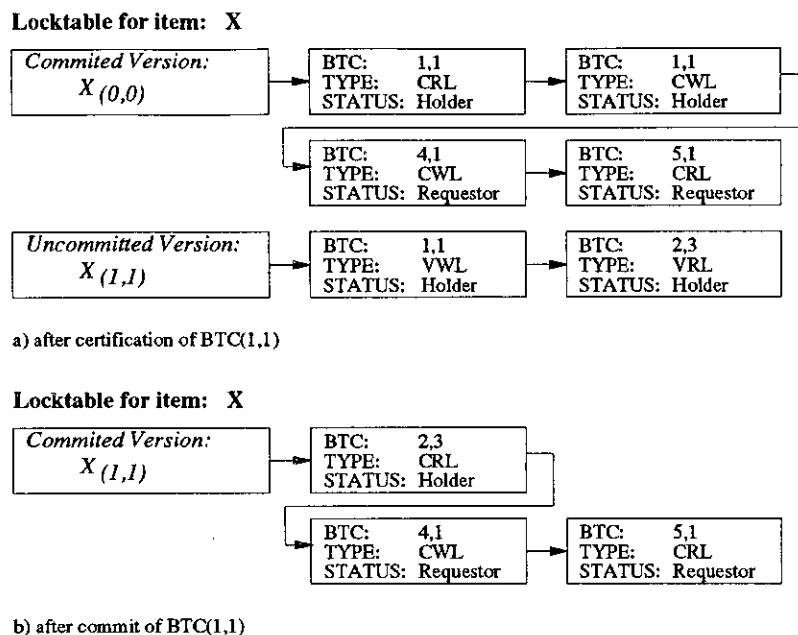 Locktable for item: X
Commited Version:
X (0,0)
BTC: 1,1
TYPE: CRL
STATUS: Holder
BTC: 1,1
TYPE: CWL
STATUS: Holder
BTC: 4,1
TYPE: CWL
STATUS: Requestor
BTC: 5,1
TYPE: CRL
STATUS: Requestor
Uncommitted Version:
X (1,1)
BTC: 1,1
TYPE: VWL
STATUS: Holder
BTC: 2,3
TYPE: VRL
STATUS: Holder
a) after certification of BTC(1,1)
Locktable for item: X
Commited Version:
X (1,1)
BTC: 2,3
TYPE: CRL
STATUS: Holder
BTC: 4,1
TYPE: CWL
STATUS: Requestor
BTC: 5,1
TYPE: CRL
STATUS: Requestor
b) after commit of BTC(1,1)